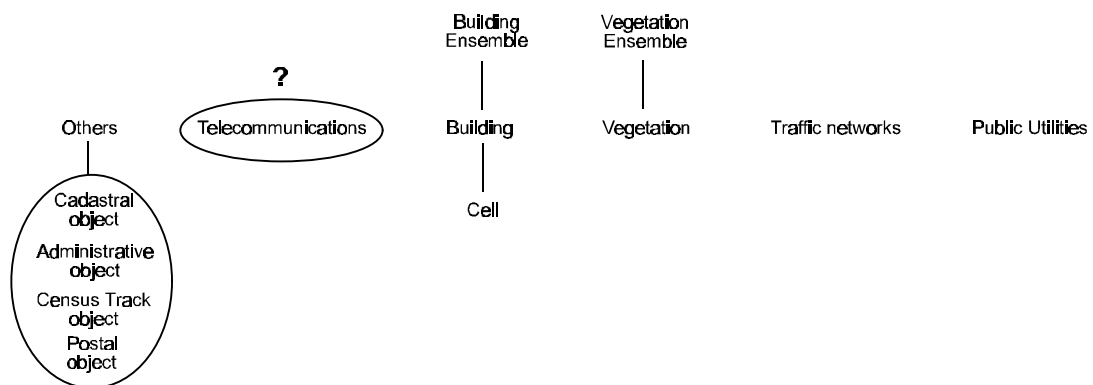 Building
Ensemble
Vegetation
Ensemble
?
Others
Telecommunications
Building
Vegetation
Traffic networks
Public Utilities
Cell
Cadastral
object
Administrative
object
Census Track
object
Postal
object